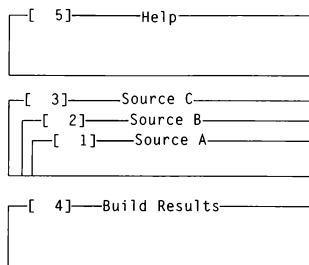 [ 5] Help
[ 3] Source C
[ 2] Source B
[ 1] Source A
[ 4] Build Results